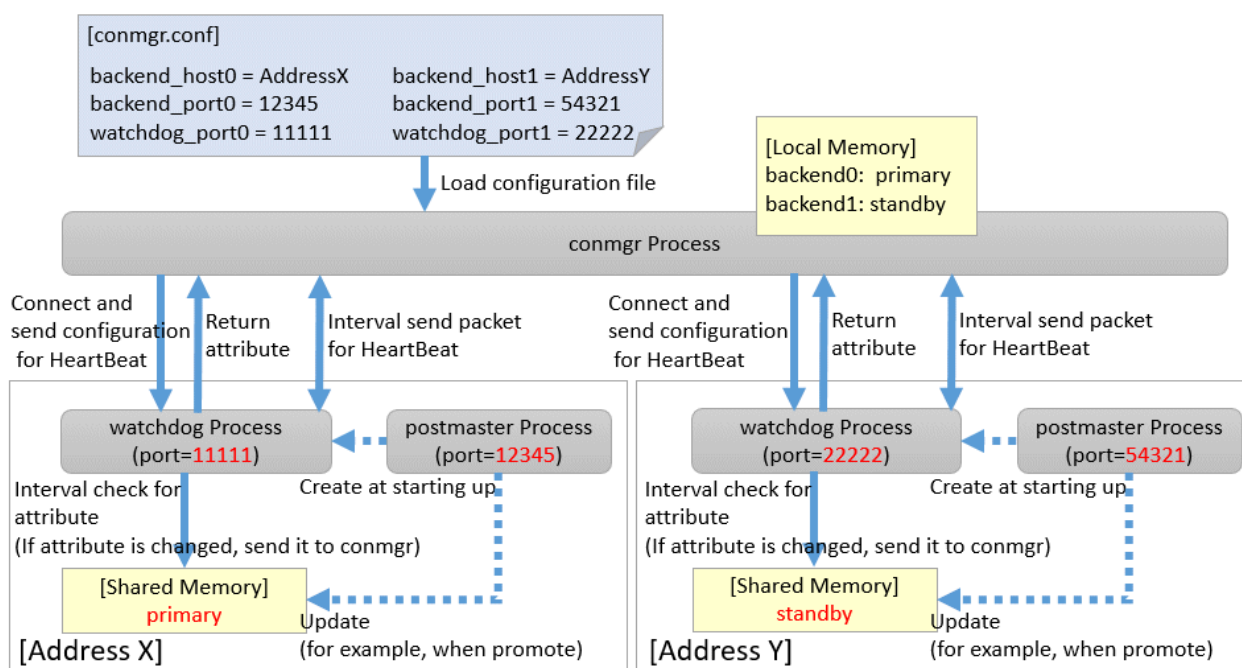 [conmgr.conf]
backend_host0 = AddressX
backend_port0 = 12345
watchdog_port0 = 11111
backend_host1 = AddressY
backend_port1 = 54321
watchdog_port1 = 22222
[Local Memory]
backend0: primary
backend1: standby
Load configuration file
conmgr Process
Connect and
send configuration
for HeartBeat
Return
attribute
Interval send packet
for HeartBeat
Connect and
send configuration
for HeartBeat
Return
attribute
Interval send packet
for HeartBeat
watchdog Process
(port=11111)
postmaster Process
(port=12345)
Interval check for
attribute
(If attribute is changed, send it to conmgr)
Create at starting up
[Shared Memory]
primary
Update
(for example, when promote)
[Address X]
watchdog Process
(port=22222)
postmaster Process
(port=54321)
Interval check for
attribute
(If attribute is changed, send it to conmgr)
Create at starting up
[Shared Memory]
standby
Update
(for example, when promote)
[Address Y]